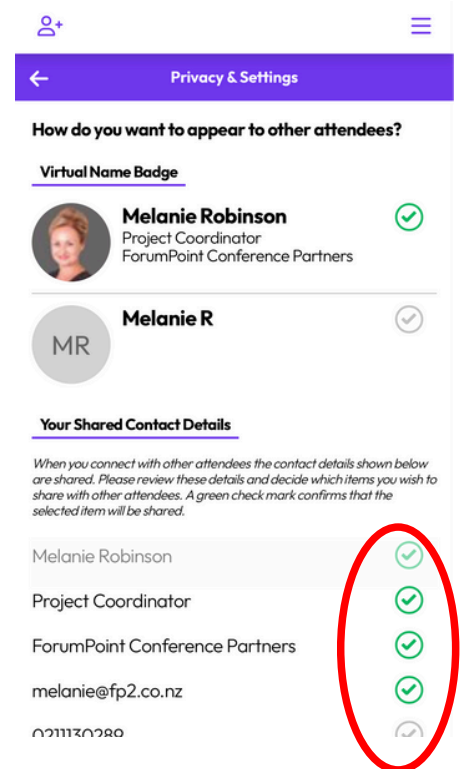 Privacy & Settings
How do you want to appear to other attendees?
Virtual Name Badge
Melanie Robinson
Project Coordinator
ForumPoint Conference Partners
Melanie R
MR
Your Shared Contact Details
When you connect with other attendees the contact details shown below
are shared. Please review these details and decide which items you wish to
share with other attendees. A green check mark confirms that the
selected item will be shared.
Melanie Robinson
Project Coordinator
ForumPoint Conference Partners
melanie@fp2.co.nz
0211130289